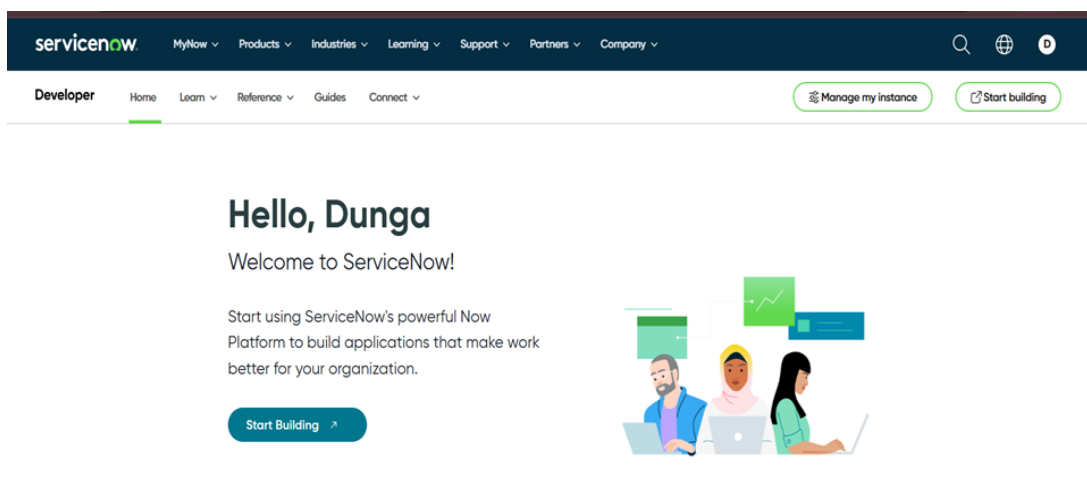 servicenow. MyNow Products Industries Learning Support Partners Company D
Developer Home Learn Reference Guides Connect Manage my instance Start building
Hello, Dunga
Welcome to ServiceNow!
Start using ServiceNow's powerful Now
Platform to build applications that make work
better for your organization.
Start Building